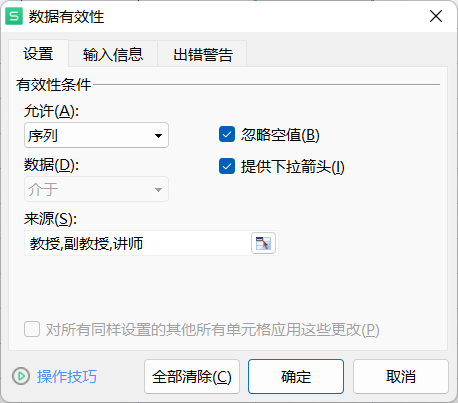 数据有效性
设置 输入信息 出错警告
有效性条件
允许(A):
序列
忽略空值(B)
数据(D):
提供下拉箭头(I)
介于
来源(S):
教授,副教授,讲师
对所有同样设置的其他所有单元格应用这些更改(P)
操作技巧 全部清除(C) 确定 取消